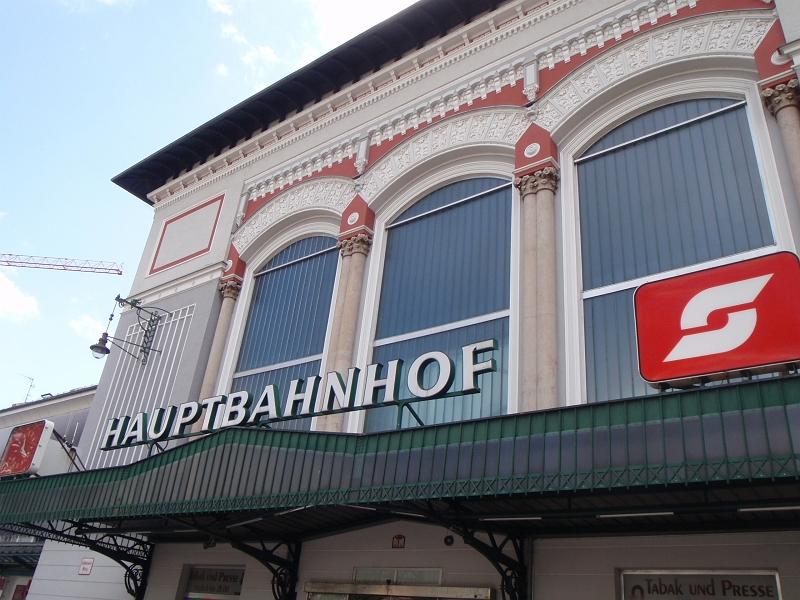 HAUPTBAHNHOF
TABAK UND PRESSE